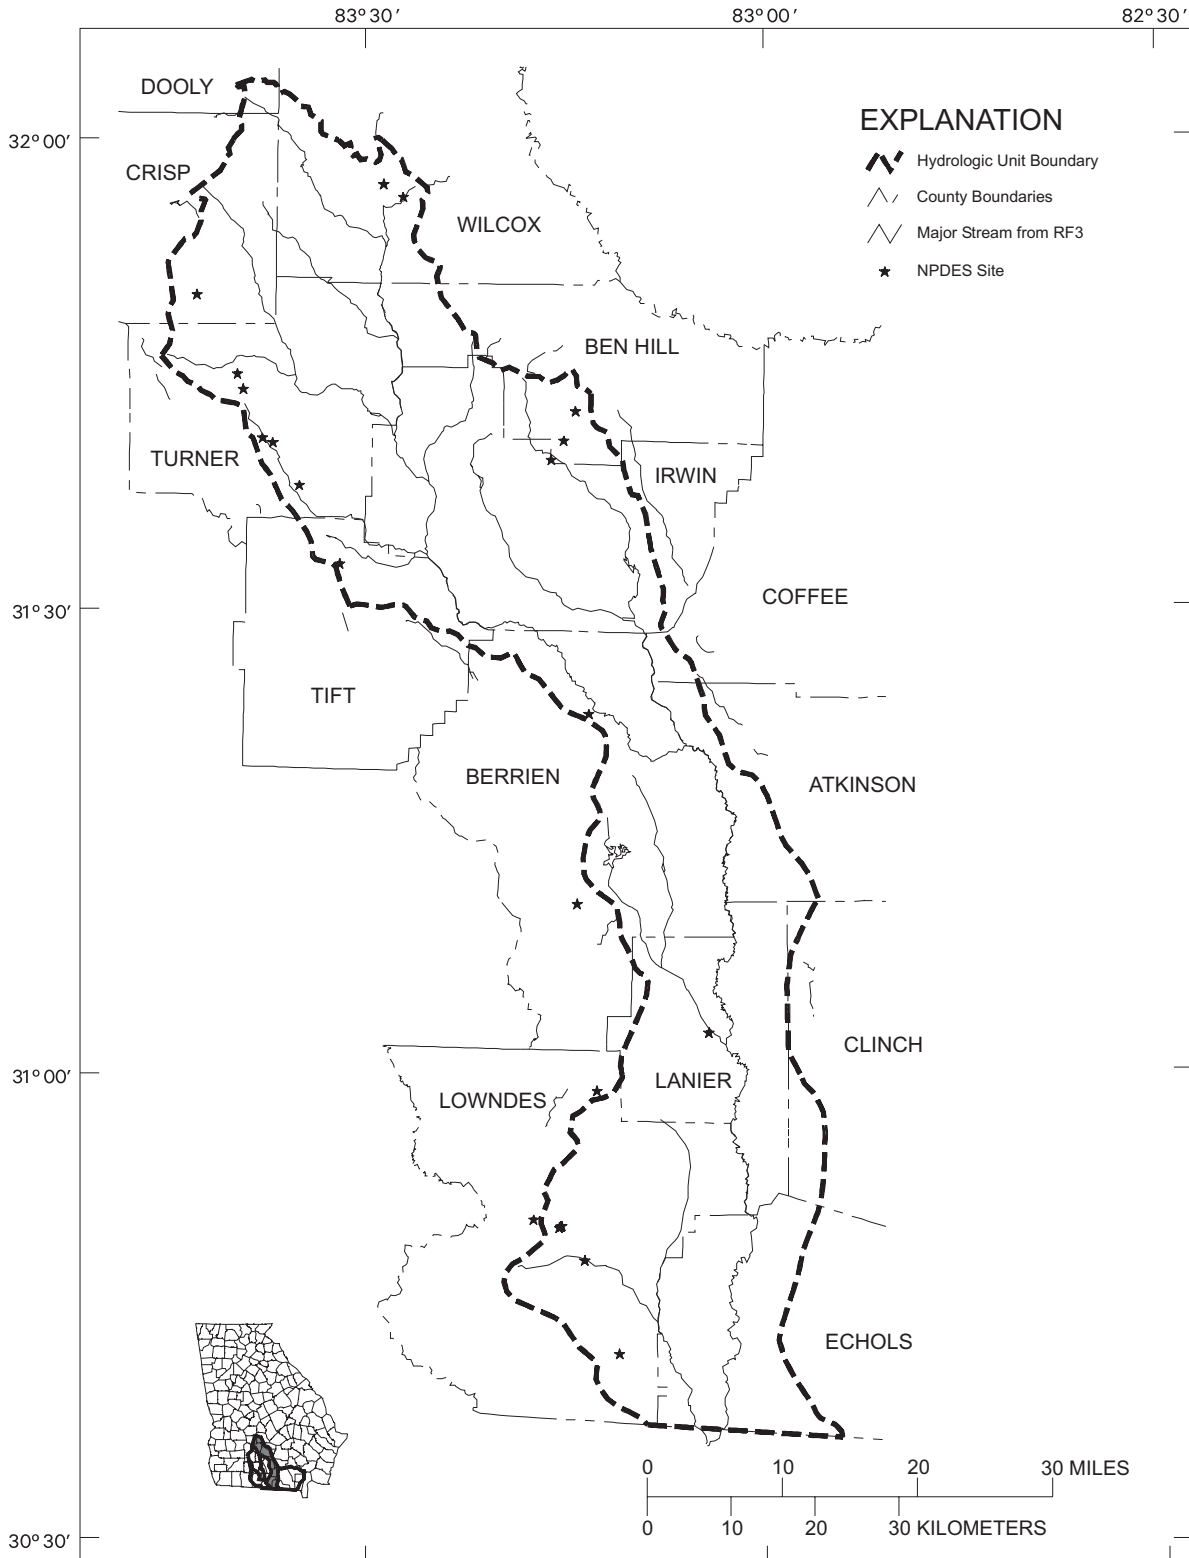 83°30′ 83°00′ 82°30′
DOOLY
EXPLANATION
32°00′
Hydrologic Unit Boundary
CRISP
County Boundaries
WILCOX
Major Stream from RF3
NPDES Site
BEN HILL
TURNER
IRWIN
COFFEE
31°30′
TIFT
BERRIEN
ATKINSON
CLINCH
31°00′
LANIER
LOWNDES
ECHOLS
0 10 20 30 MILES
0 10 20 30 KILOMETERS
30°30′